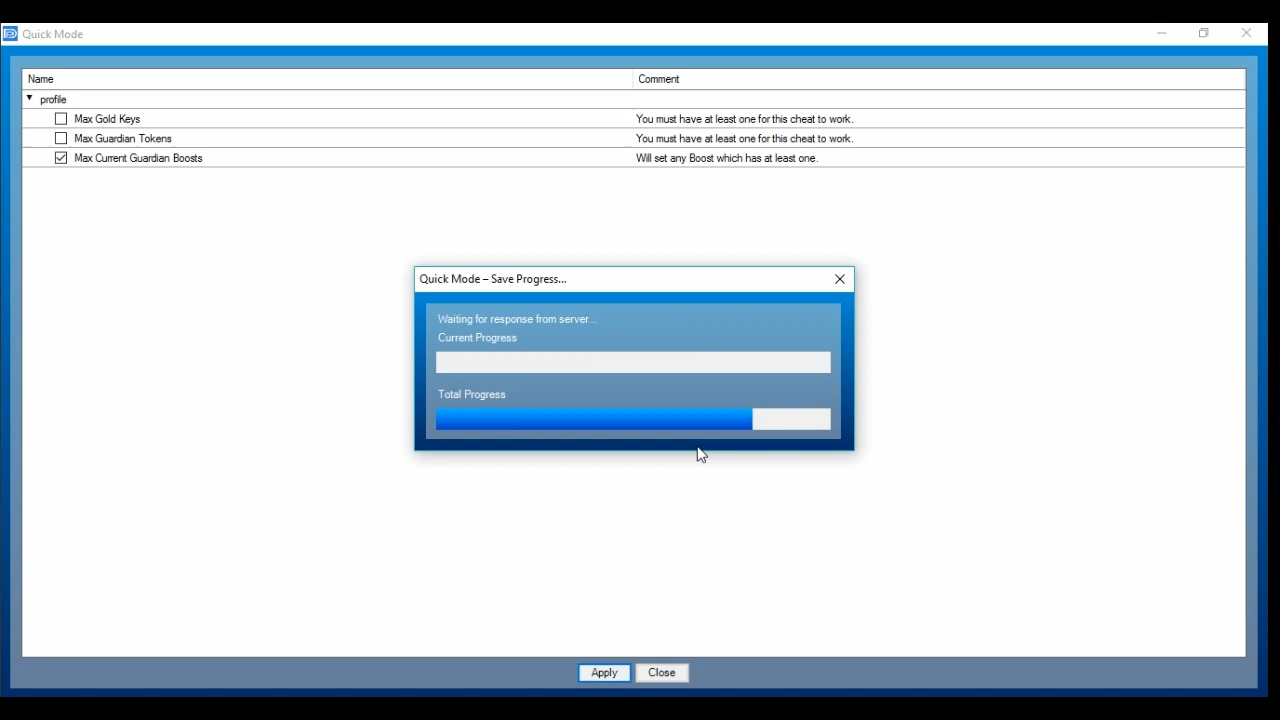 Quick Mode
Name Comment
profile
Max Gold Keys You must have at least one for this cheat to work.
Max Guardian Tokens You must have at least one for this cheat to work.
Max Current Guardian Boosts Will set any Boost which has at least one.
Quick Mode – Save Progress...
Waiting for response from server...
Current Progress
Total Progress
Apply Close